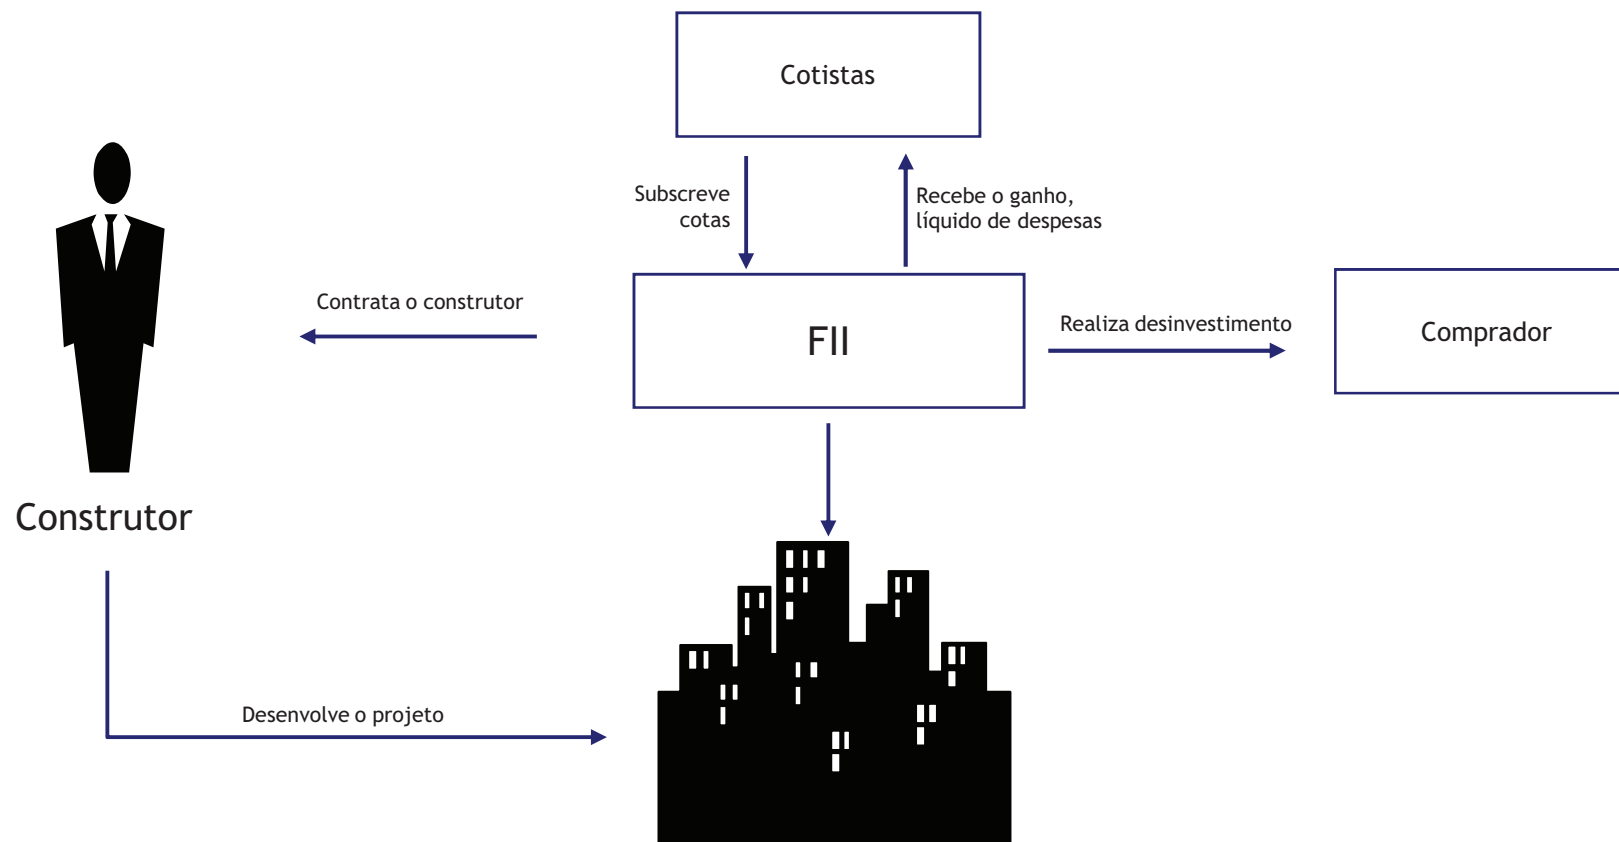 Cotistas
Subscreve
cotas
Recebe o ganho,
líquido de despesas
Contrata o construtor
FII
Realiza desinvestimento
Comprador
Construtor
Desenvolve o projeto